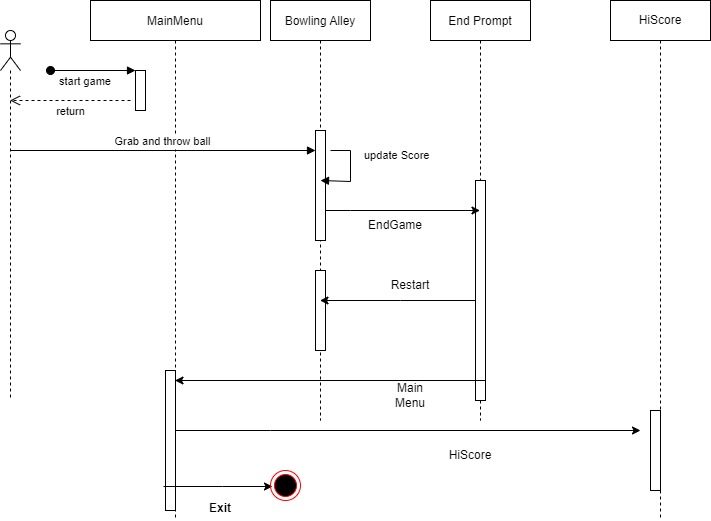 MainMenu
Bowling Alley
End Prompt
HiScore
start game
return
Grab and throw ball
update Score
EndGame
Restart
Main
Menu
HiScore
Exit